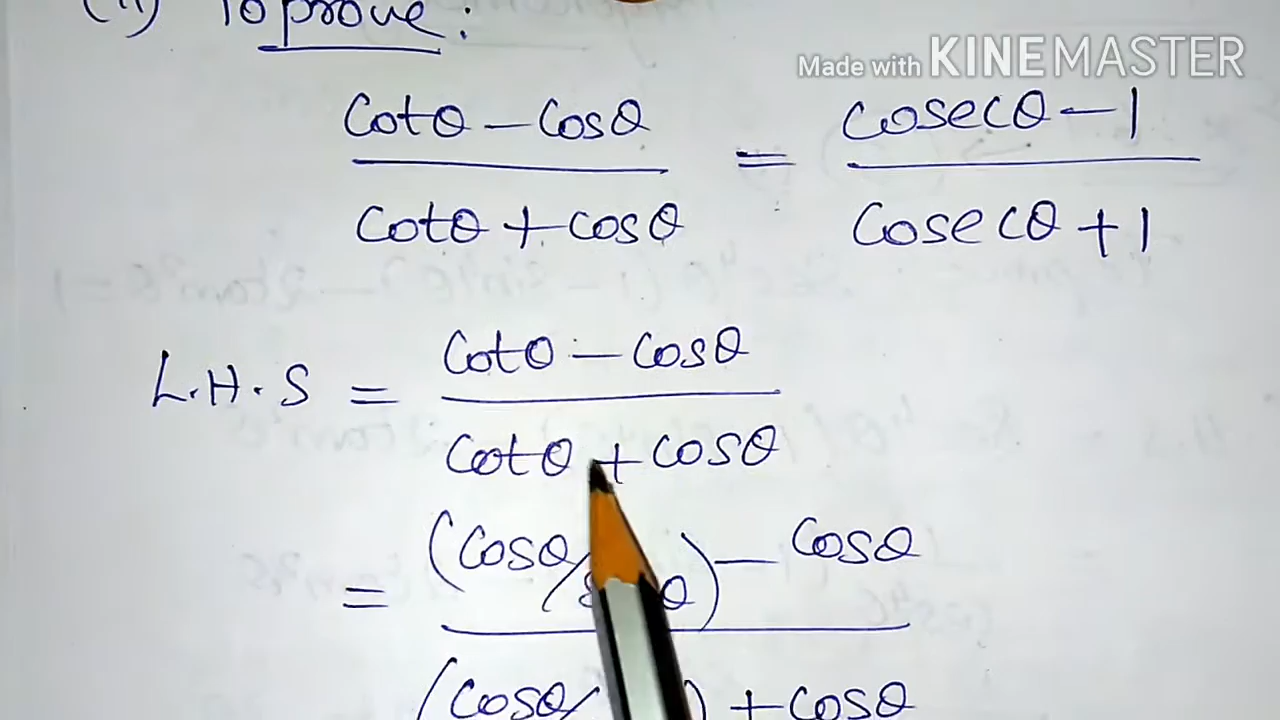 (ii) To prove:
Made with KINEMASTER
Cotθ - Cosθ / Cotθ + Cosθ = Cosecθ - 1 / Cosecθ + 1
L.H.S = Cotθ - Cosθ / Cotθ + Cosθ
= (Cosθ/ θ) - Cosθ
(Cosθ/ ) + Cosθ